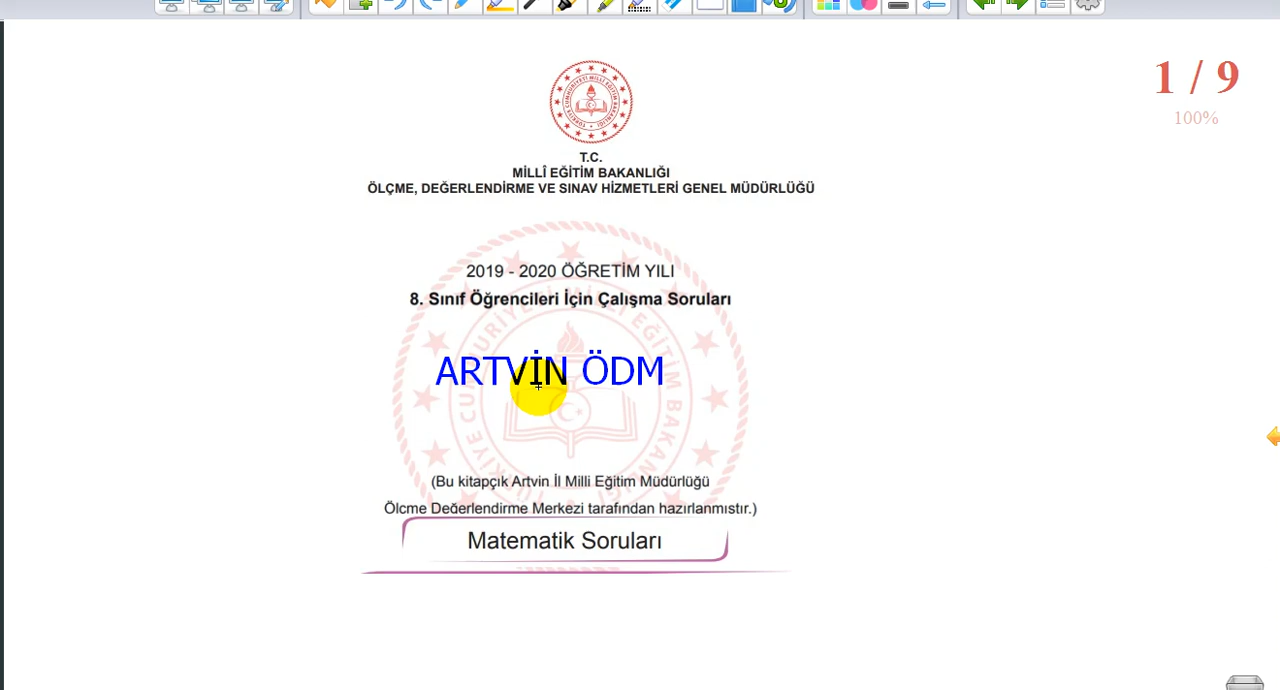 1 / 9
100%
T.C.
MİLLÎ EĞİTİM BAKANLIĞI
ÖLÇME, DEĞERLENDİRME VE SINAV HİZMETLERİ GENEL MÜDÜRLÜĞÜ
2019 - 2020 ÖĞRETİM YILI
8. Sınıf Öğrencileri İçin Çalışma Soruları
ARTVİN ÖDM
(Bu kitapçık Artvin İl Milli Eğitim Müdürlüğü
Ölçme Değerlendirme Merkezi tarafından hazırlanmıştır.)
Matematik Soruları